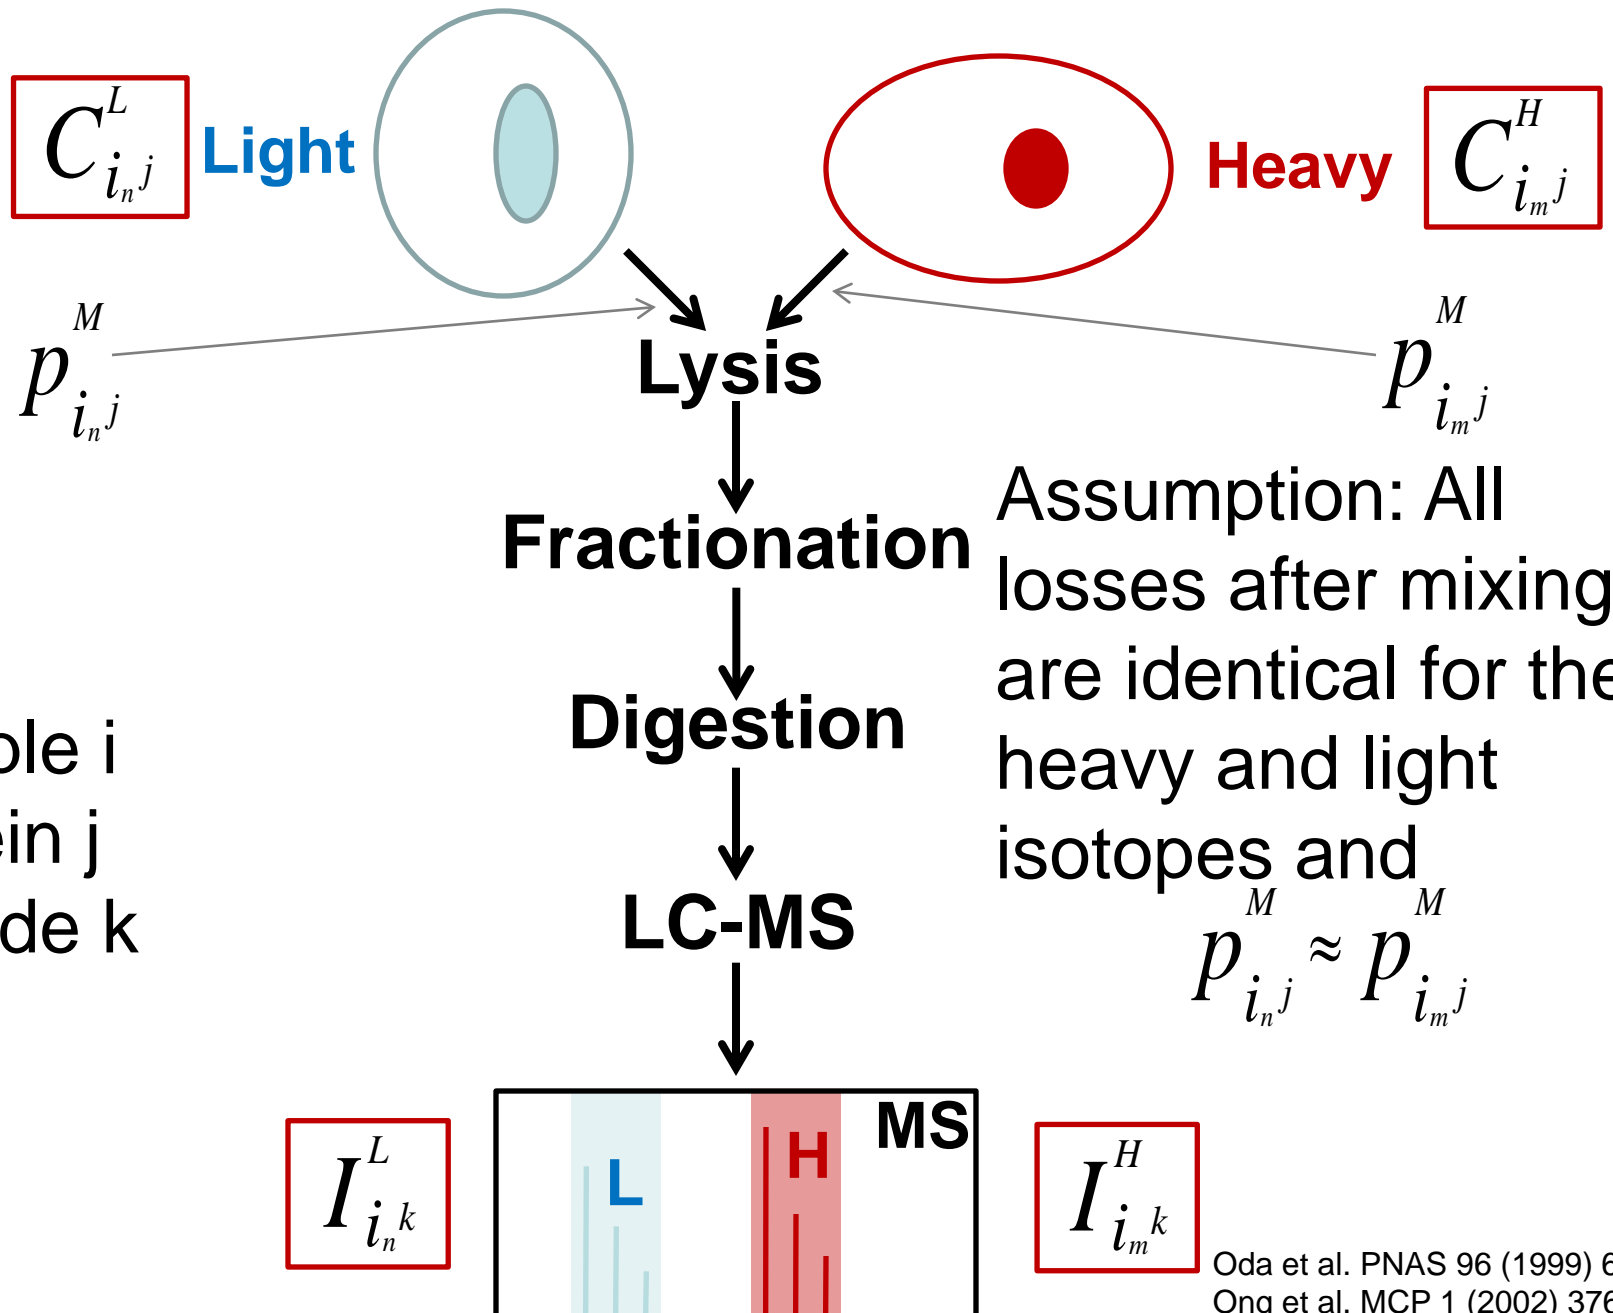 C^L_{i_n j} Light Heavy C^H_{i_m j}
p^M_{i_n j} p^M_{i_m j}
Lysis
Fractionation
Digestion
LC-MS
Assumption: All
losses after mixing
are identical for the
heavy and light
isotopes and
p^M_{i_n j} ≈ p^M_{i_m j}
ple i
ein j
de k
I^L_{i_n k} L H MS I^H_{i_m k}
Oda et al. PNAS 96 (1999) 6
Ong et al. MCP 1 (2002) 376